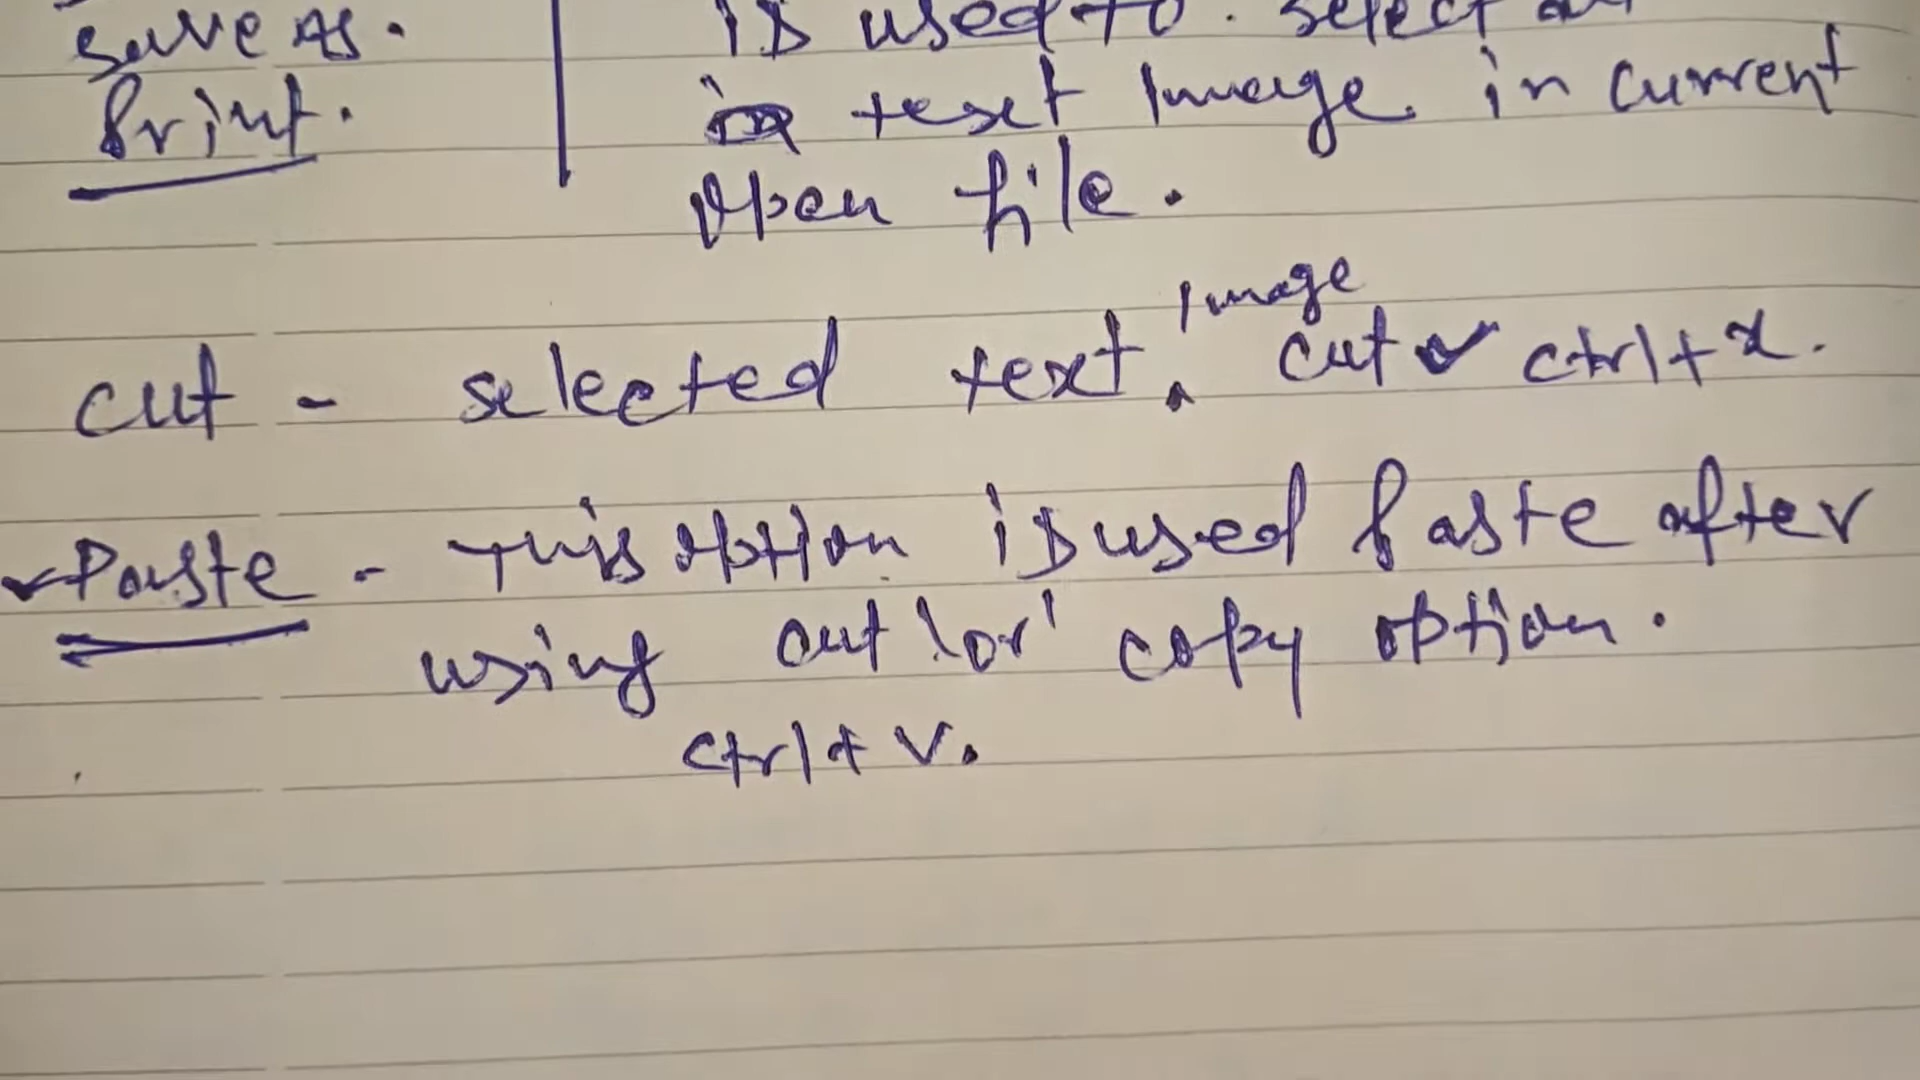 save As.
Print.
is used to. select all
text Image in current
open file.
Image
cut - selected text. cut ctrl+x.
Paste - This option is used Paste after
using cut 'or' copy option.
ctrl+v.